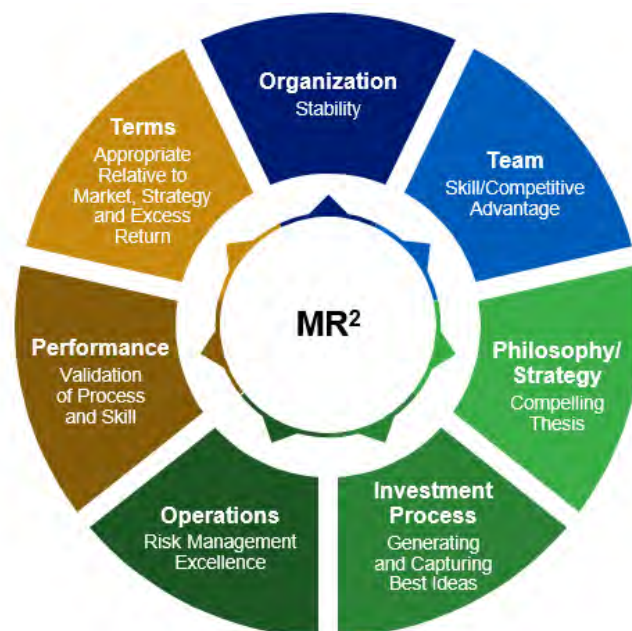 Organization
Stability
Team
Skill/Competitive
Advantage
Philosophy/
Strategy
Compelling
Thesis
Investment
Process
Generating
and Capturing
Best Ideas
Operations
Risk Management
Excellence
Performance
Validation
of Process
and Skill
Terms
Appropriate
Relative to
Market, Strategy
and Excess
Return
MR²